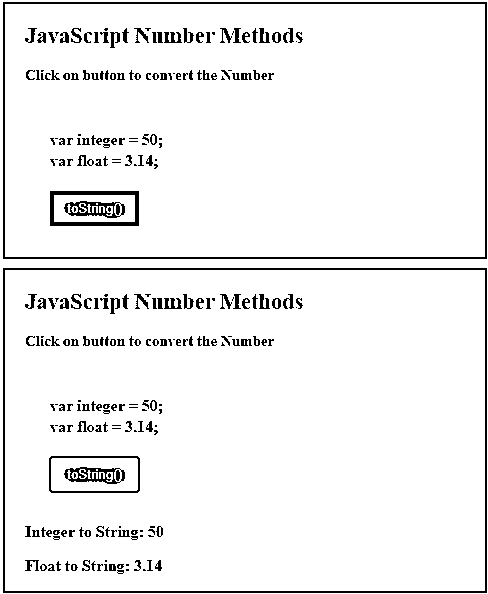 JavaScript Number Methods
Click on button to convert the Number
var integer = 50;
var float = 3.14;
toString()
JavaScript Number Methods
Click on button to convert the Number
var integer = 50;
var float = 3.14;
toString()
Integer to String: 50
Float to String: 3.14